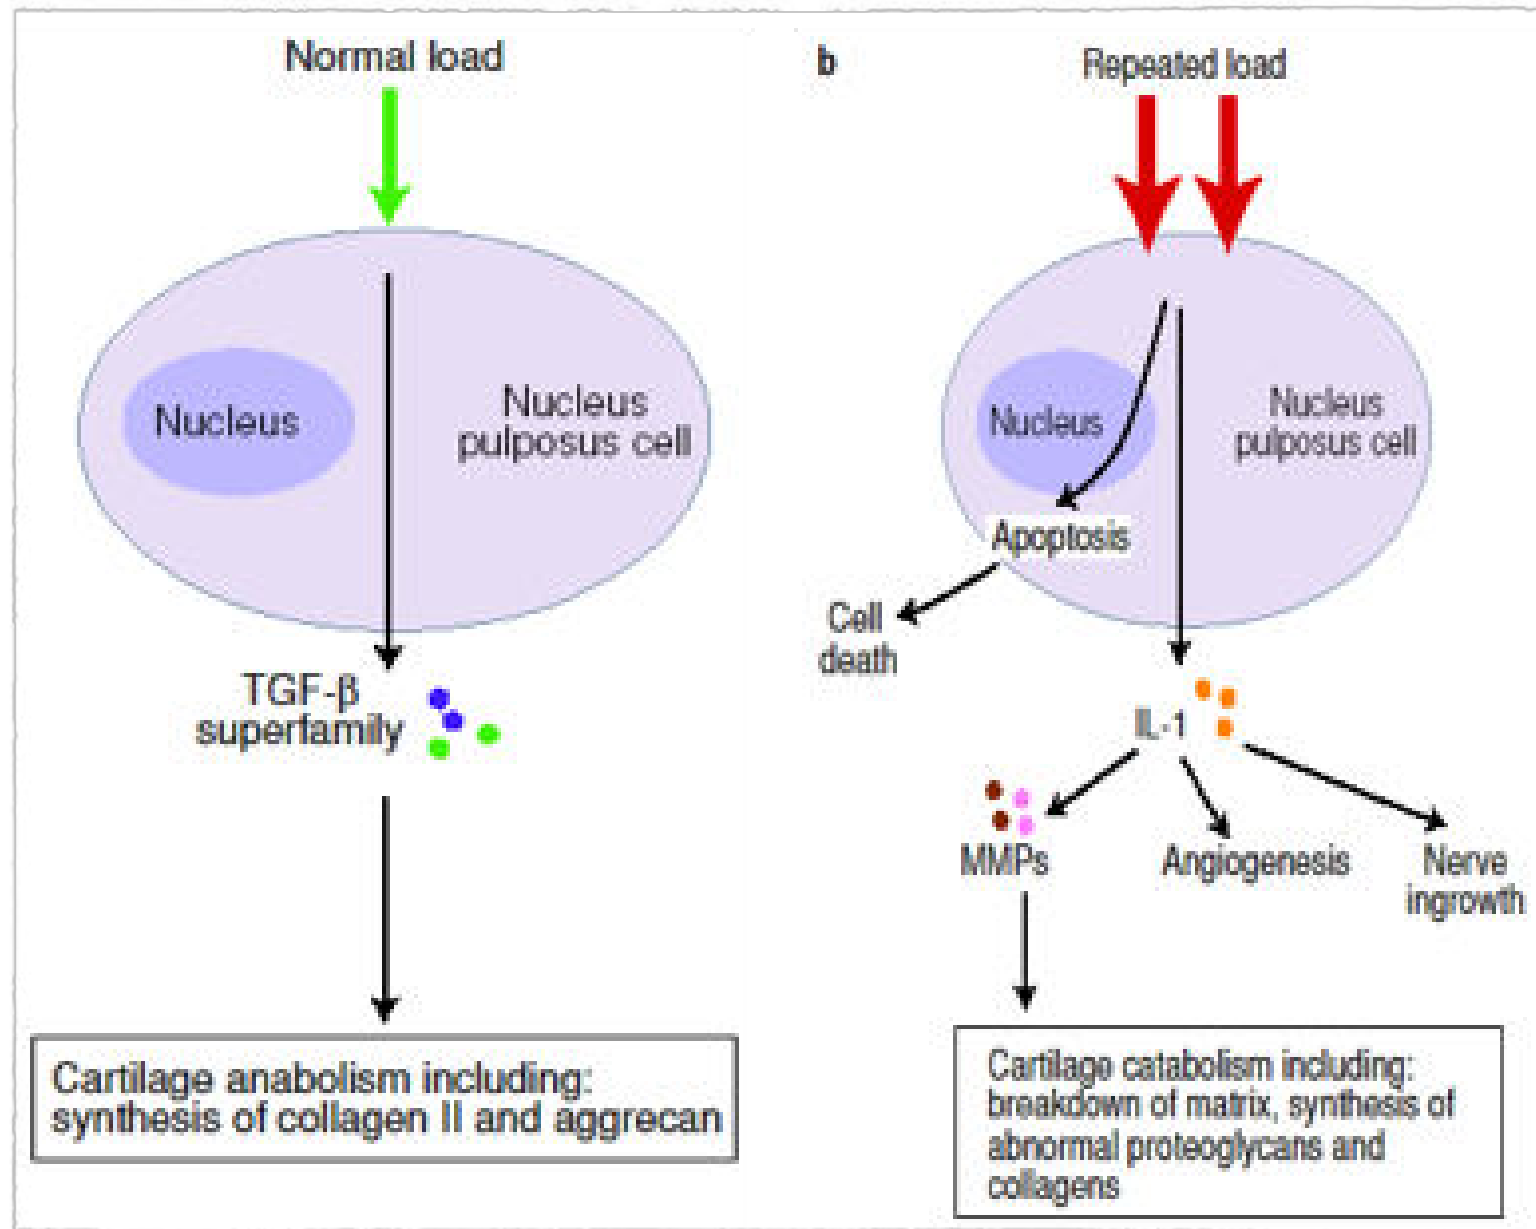 Normal load
Nucleus
Nucleus
pulposus cell
TGF-β
superfamily
Cartilage anabolism including:
synthesis of collagen II and aggrecan
b
Repeated load
Nucleus
Nucleus
pulposus cell
Apoptosis
Cell
death
IL-1
MMPs
Angiogenesis
Nerve
ingrowth
Cartilage catabolism including:
breakdown of matrix, synthesis of
abnormal proteoglycans and
collagens